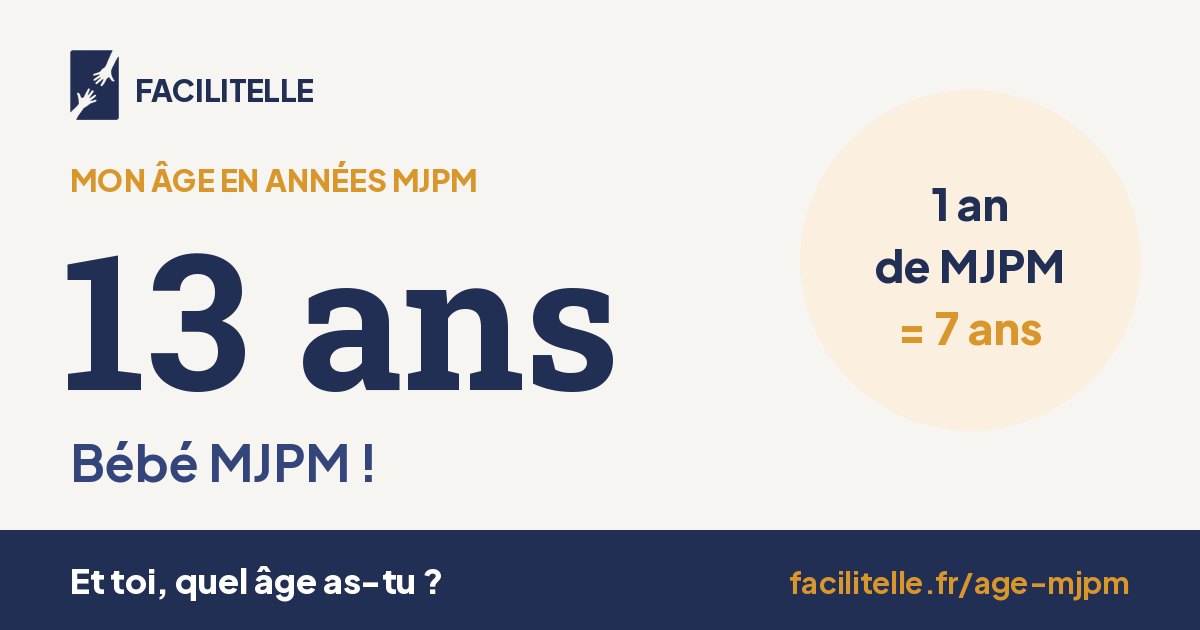 FACILITELLE
MON ÂGE EN ANNÉES MJPM
13 ans
Bébé MJPM !
1 an
de MJPM
= 7 ans
Et toi, quel âge as-tu ?
facilitelle.fr/age-mjpm